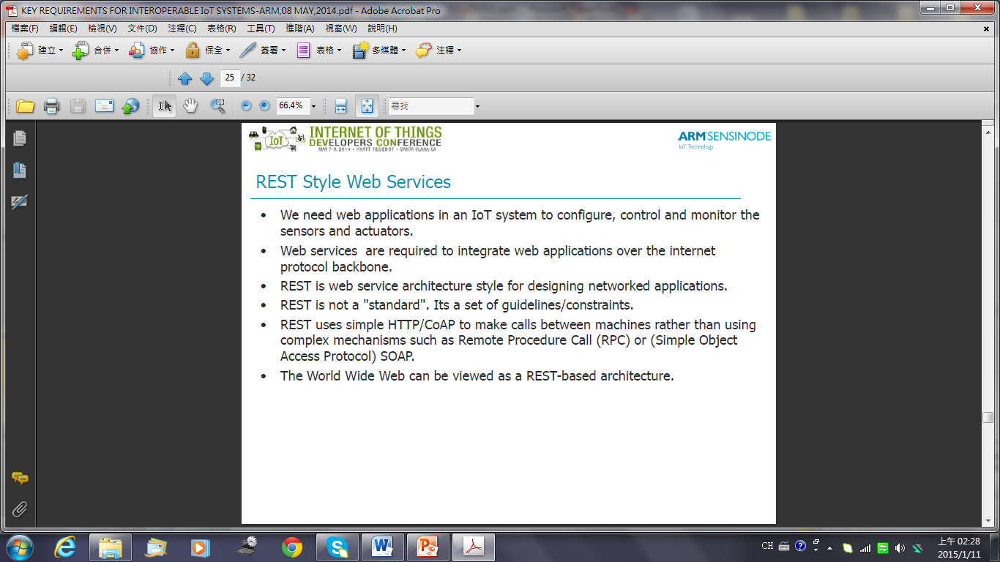 KEY REQUIREMENTS FOR INTEROPERABLE IoT SYSTEMS-ARM,08 MAY,2014.pdf - Adobe Acrobat Pro
檔案(F) 編輯(E) 檢視(V) 文件(D) 注釋(C) 表格(R) 工具(T) 進階(A) 視窗(W) 說明(H)
建立 合併 協作 保全 簽署 表格 多媒體 注釋
25 / 32
66.4% 尋找
IoT
INTERNET OF THINGS
DEVELOPERS CONFERENCE
MAY 7-8, 2014 • HYATT REGENCY • SANTA CLARA, CA
ARMSENSINODE
IoT Technology
REST Style Web Services
• We need web applications in an IoT system to configure, control and monitor the
sensors and actuators.
• Web services  are required to integrate web applications over the internet
protocol backbone.
• REST is web service architecture style for designing networked applications.
• REST is not a "standard". Its a set of guidelines/constraints.
• REST uses simple HTTP/CoAP to make calls between machines rather than using
complex mechanisms such as Remote Procedure Call (RPC) or (Simple Object
Access Protocol) SOAP.
• The World Wide Web can be viewed as a REST-based architecture.
CH
上午 02:28
2015/1/11